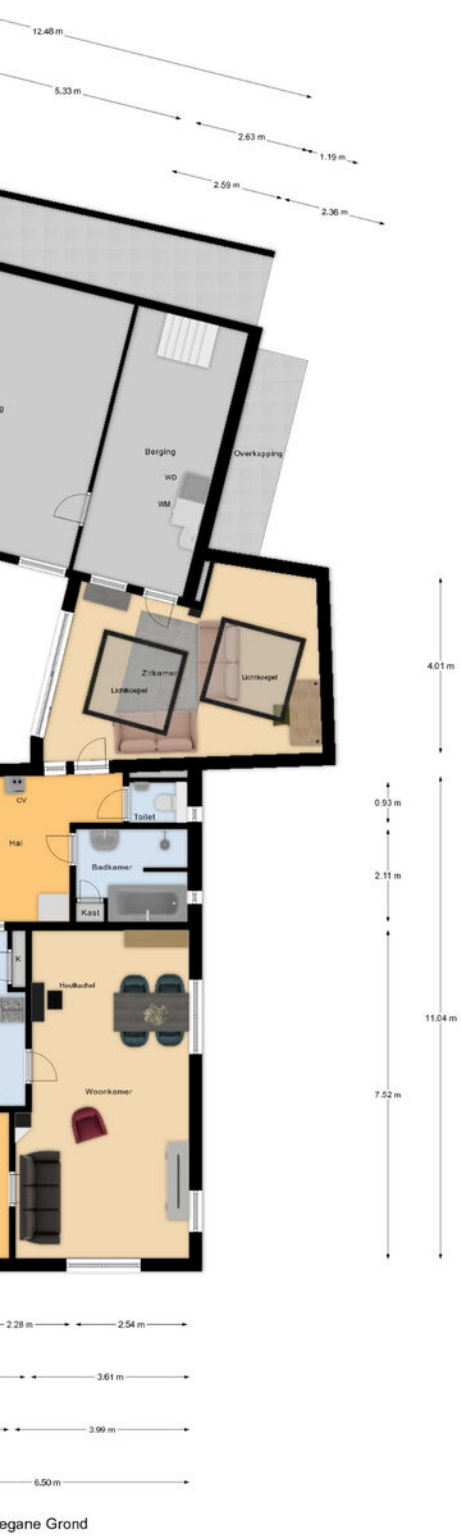 12.48 m
5.33 m
2.63 m
1.19 m
2.59 m
2.36 m
g
Berging
WD
Overkapping
WM
4.01 m
Zitkamer
Lichtkoepel
Lichtkoepel
CV
0.93 m
Toilet
Hal
Badkamer
2.11 m
Kast
K
Houtkachel
11.04 m
Woonkamer
7.52 m
2.28 m
2.54 m
3.61 m
3.99 m
6.50 m
egane Grond